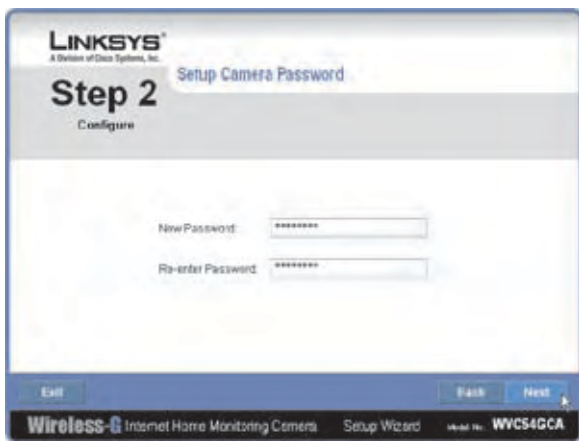 LINKSYS®
A Division of Cisco Systems, Inc.
Setup Camera Password
Step 2
Configure
New Password:
********
Re-enter Password:
********
Exit
Back
Next
Wireless-G Internet Home Monitoring Camera
Setup Wizard
Model No. WVC54GCA